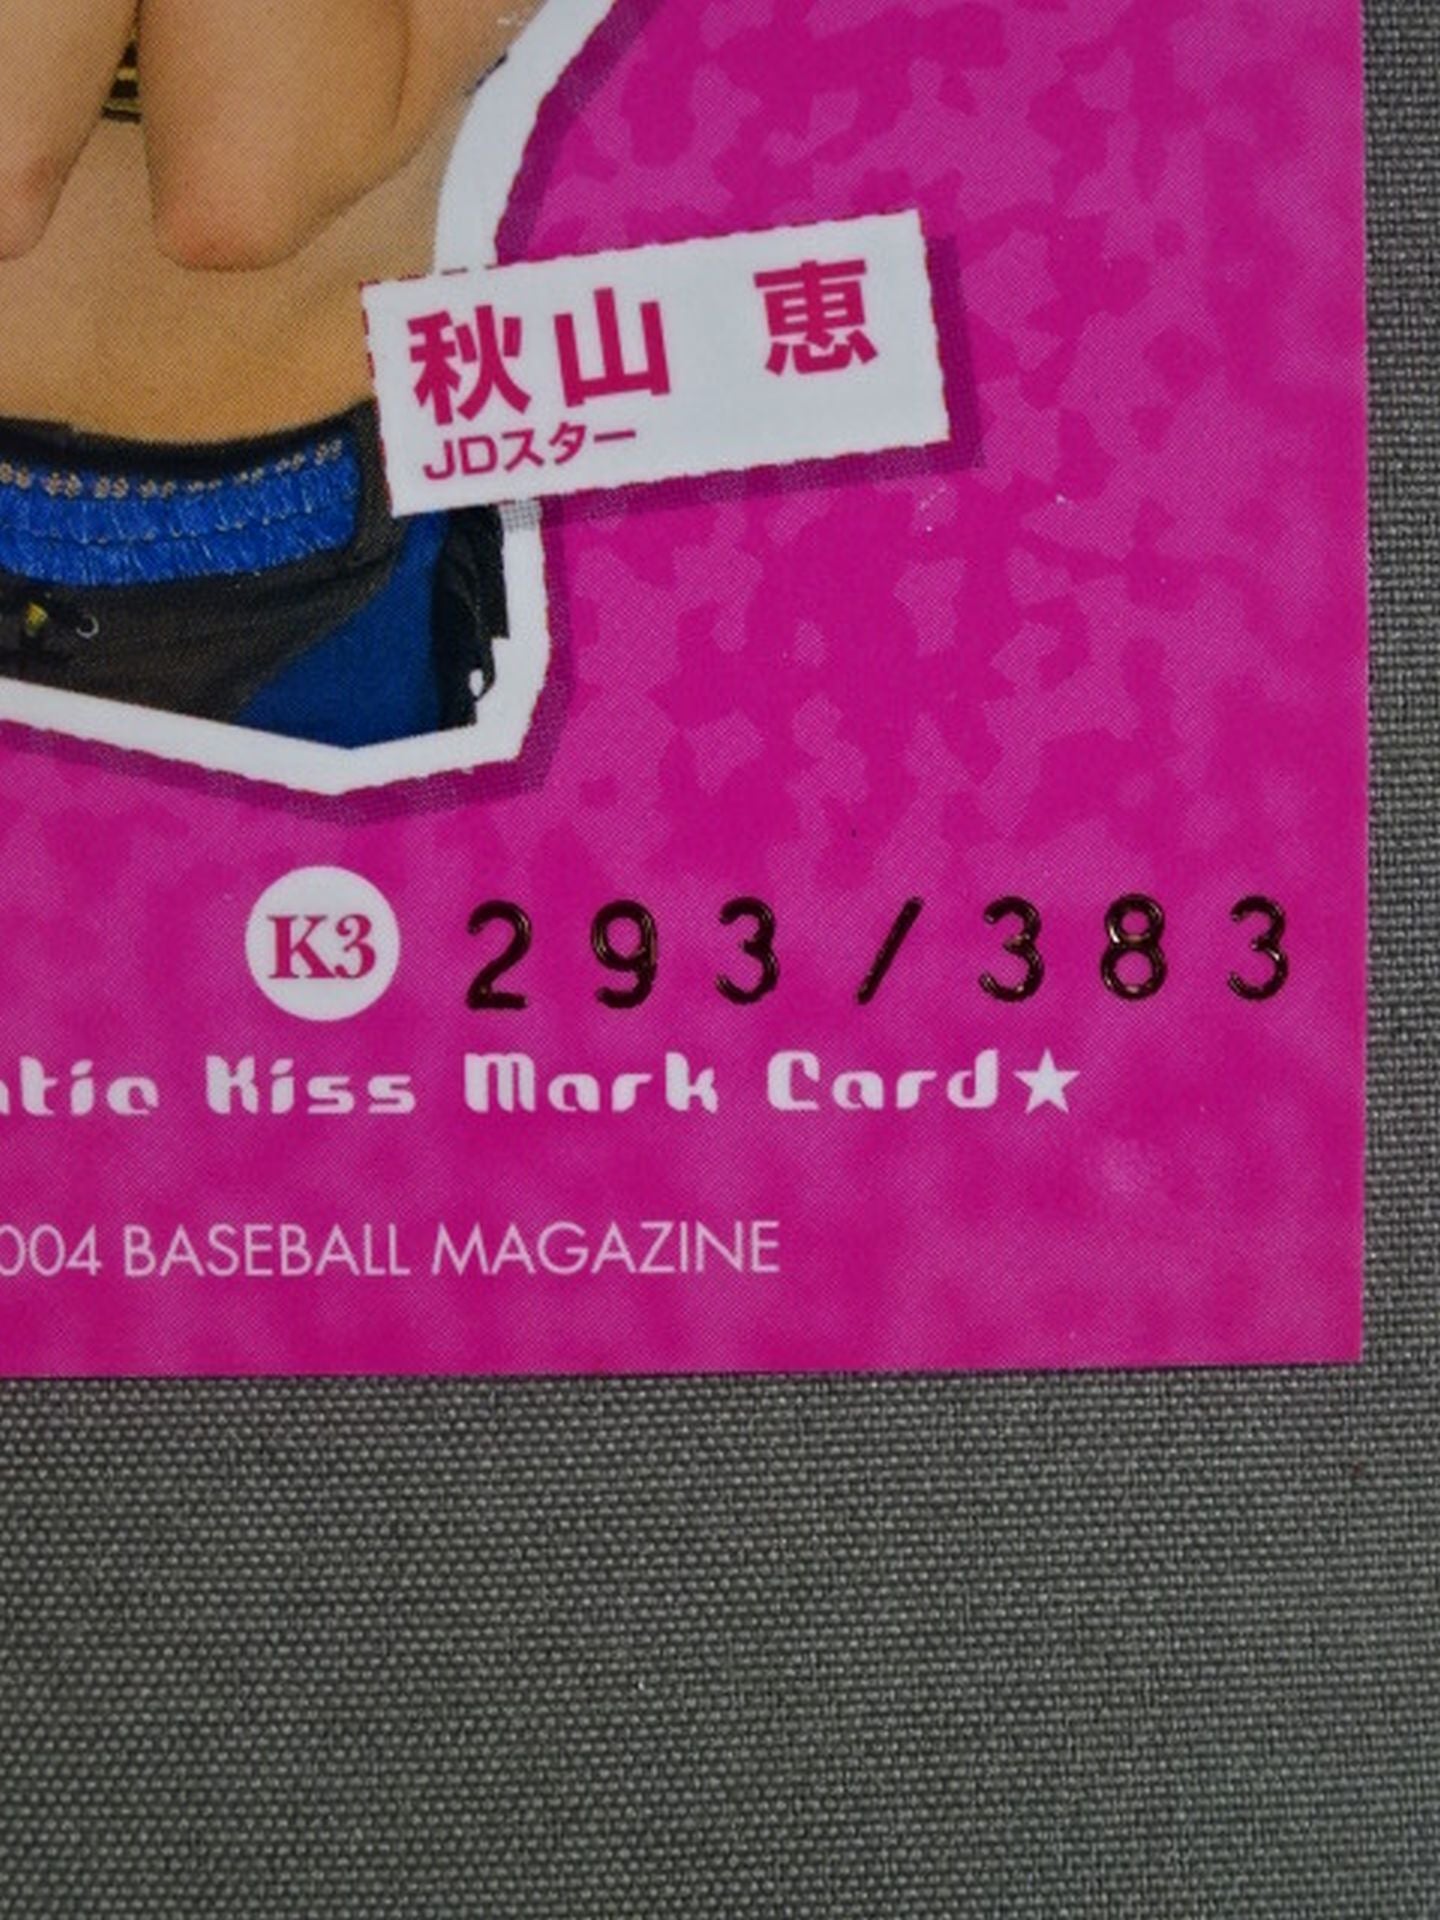 秋山 恵
JDスター
K3 293/383
Kiss Mark Card★
004 BASEBALL MAGAZINE